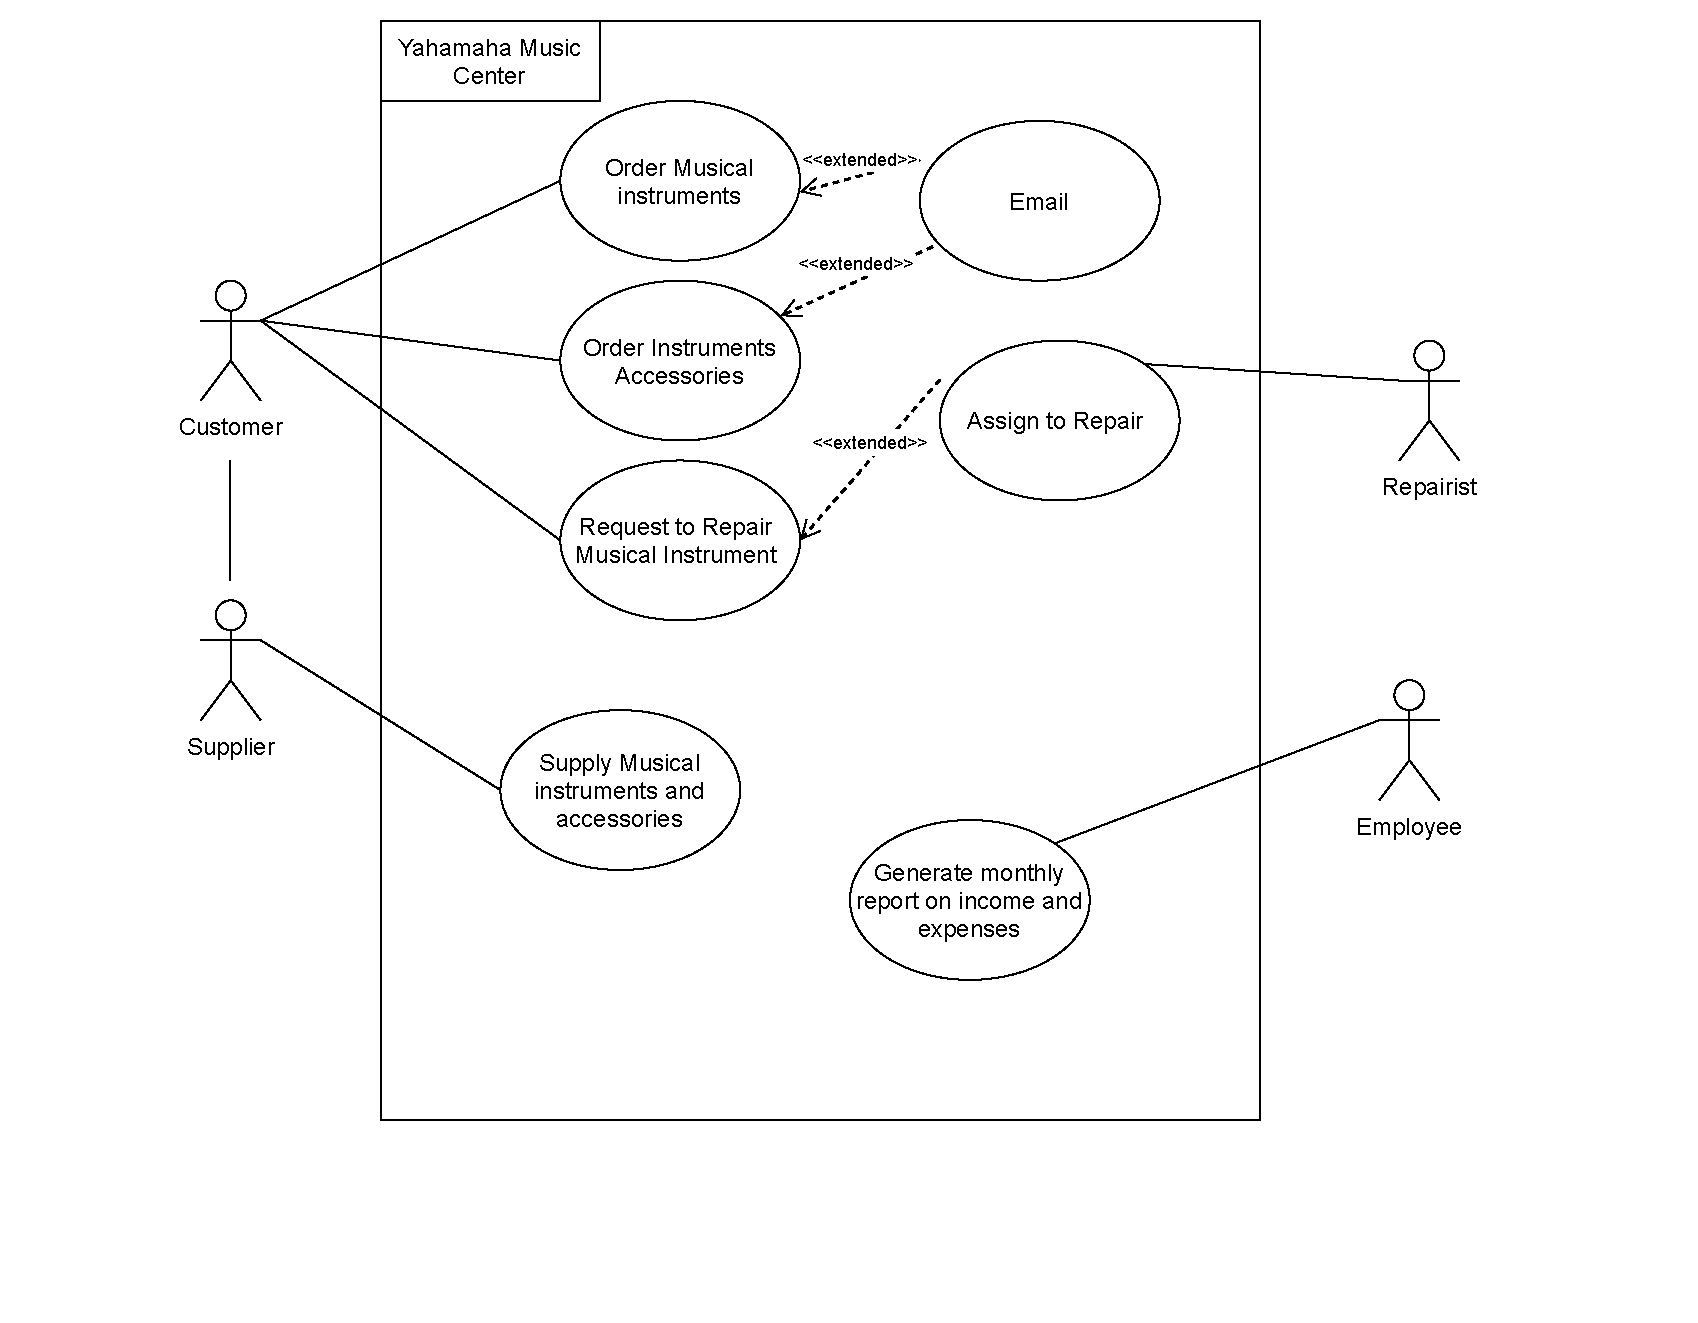 Yahamaha Music
Center
Order Musical
instruments
<<extended>>
Email
<<extended>>
Order Instruments
Accessories
Customer
<<extended>>
Assign to Repair
Repairist
Request to Repair
Musical Instrument
Supplier
Supply Musical
instruments and
accessories
Employee
Generate monthly
report on income and
expenses